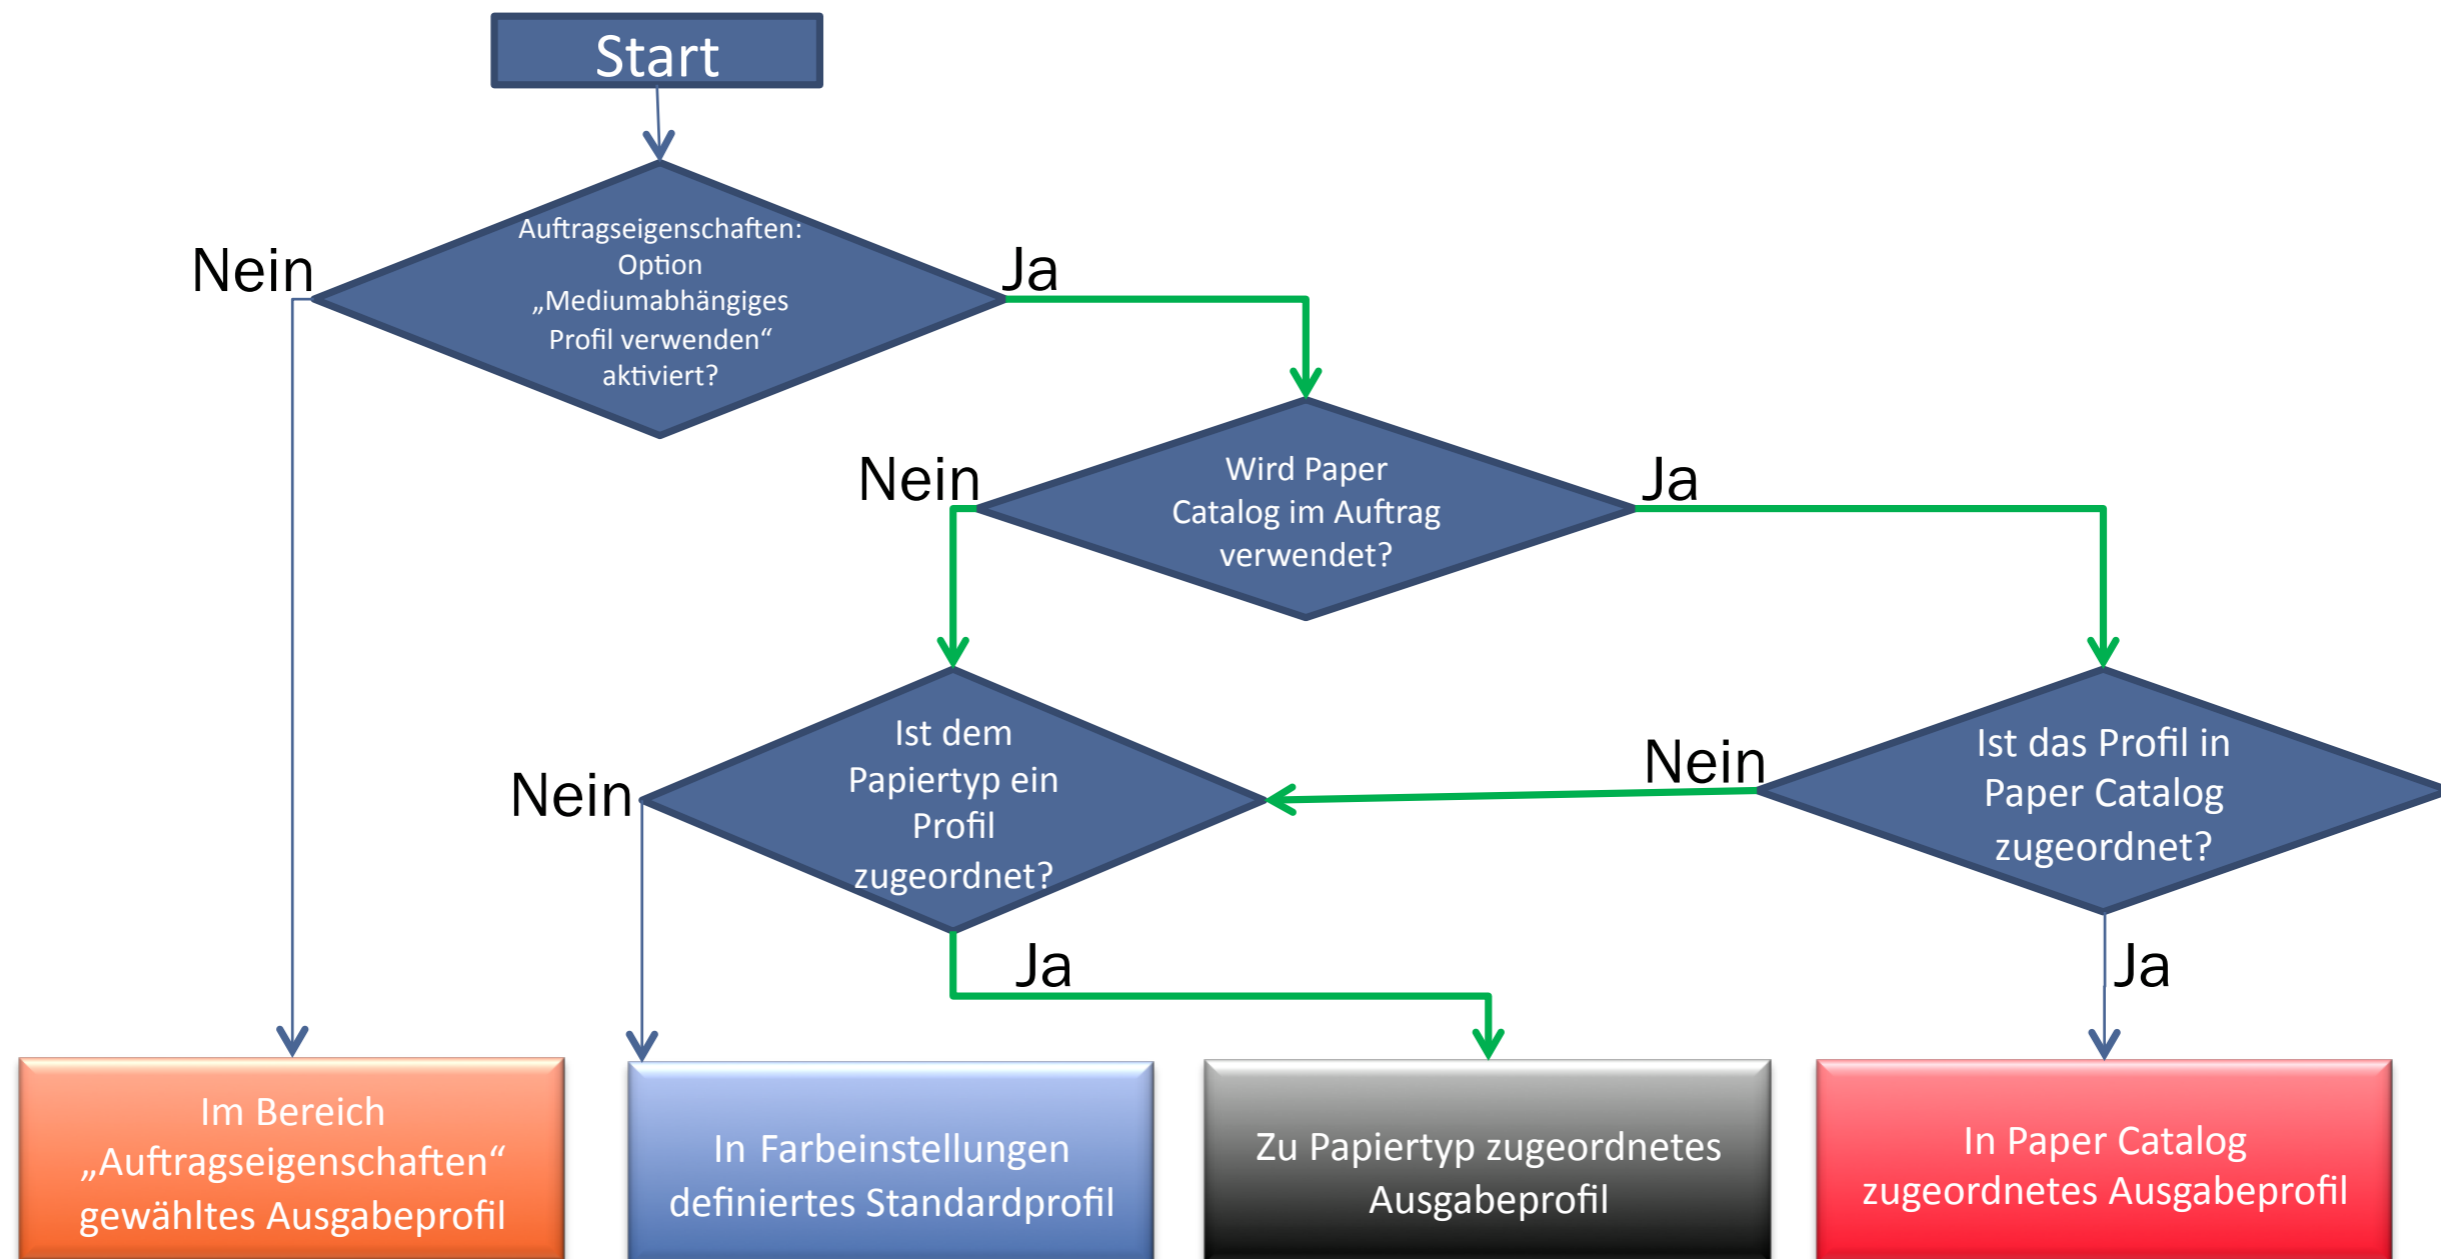 Start
Auftragseigenschaften:
Option
„Mediumabhängiges
Profil verwenden“
aktiviert?
Nein
Ja
Wird Paper
Catalog im Auftrag
verwendet?
Nein
Ja
Ist dem
Papiertyp ein
Profil
zugeordnet?
Nein
Ja
Ist das Profil in
Paper Catalog
zugeordnet?
Nein
Ja
Im Bereich
„Auftragseigenschaften“
gewähltes Ausgabeprofil
In Farbeinstellungen
definiertes Standardprofil
Zu Papiertyp zugeordnetes
Ausgabeprofil
In Paper Catalog
zugeordnetes Ausgabeprofil